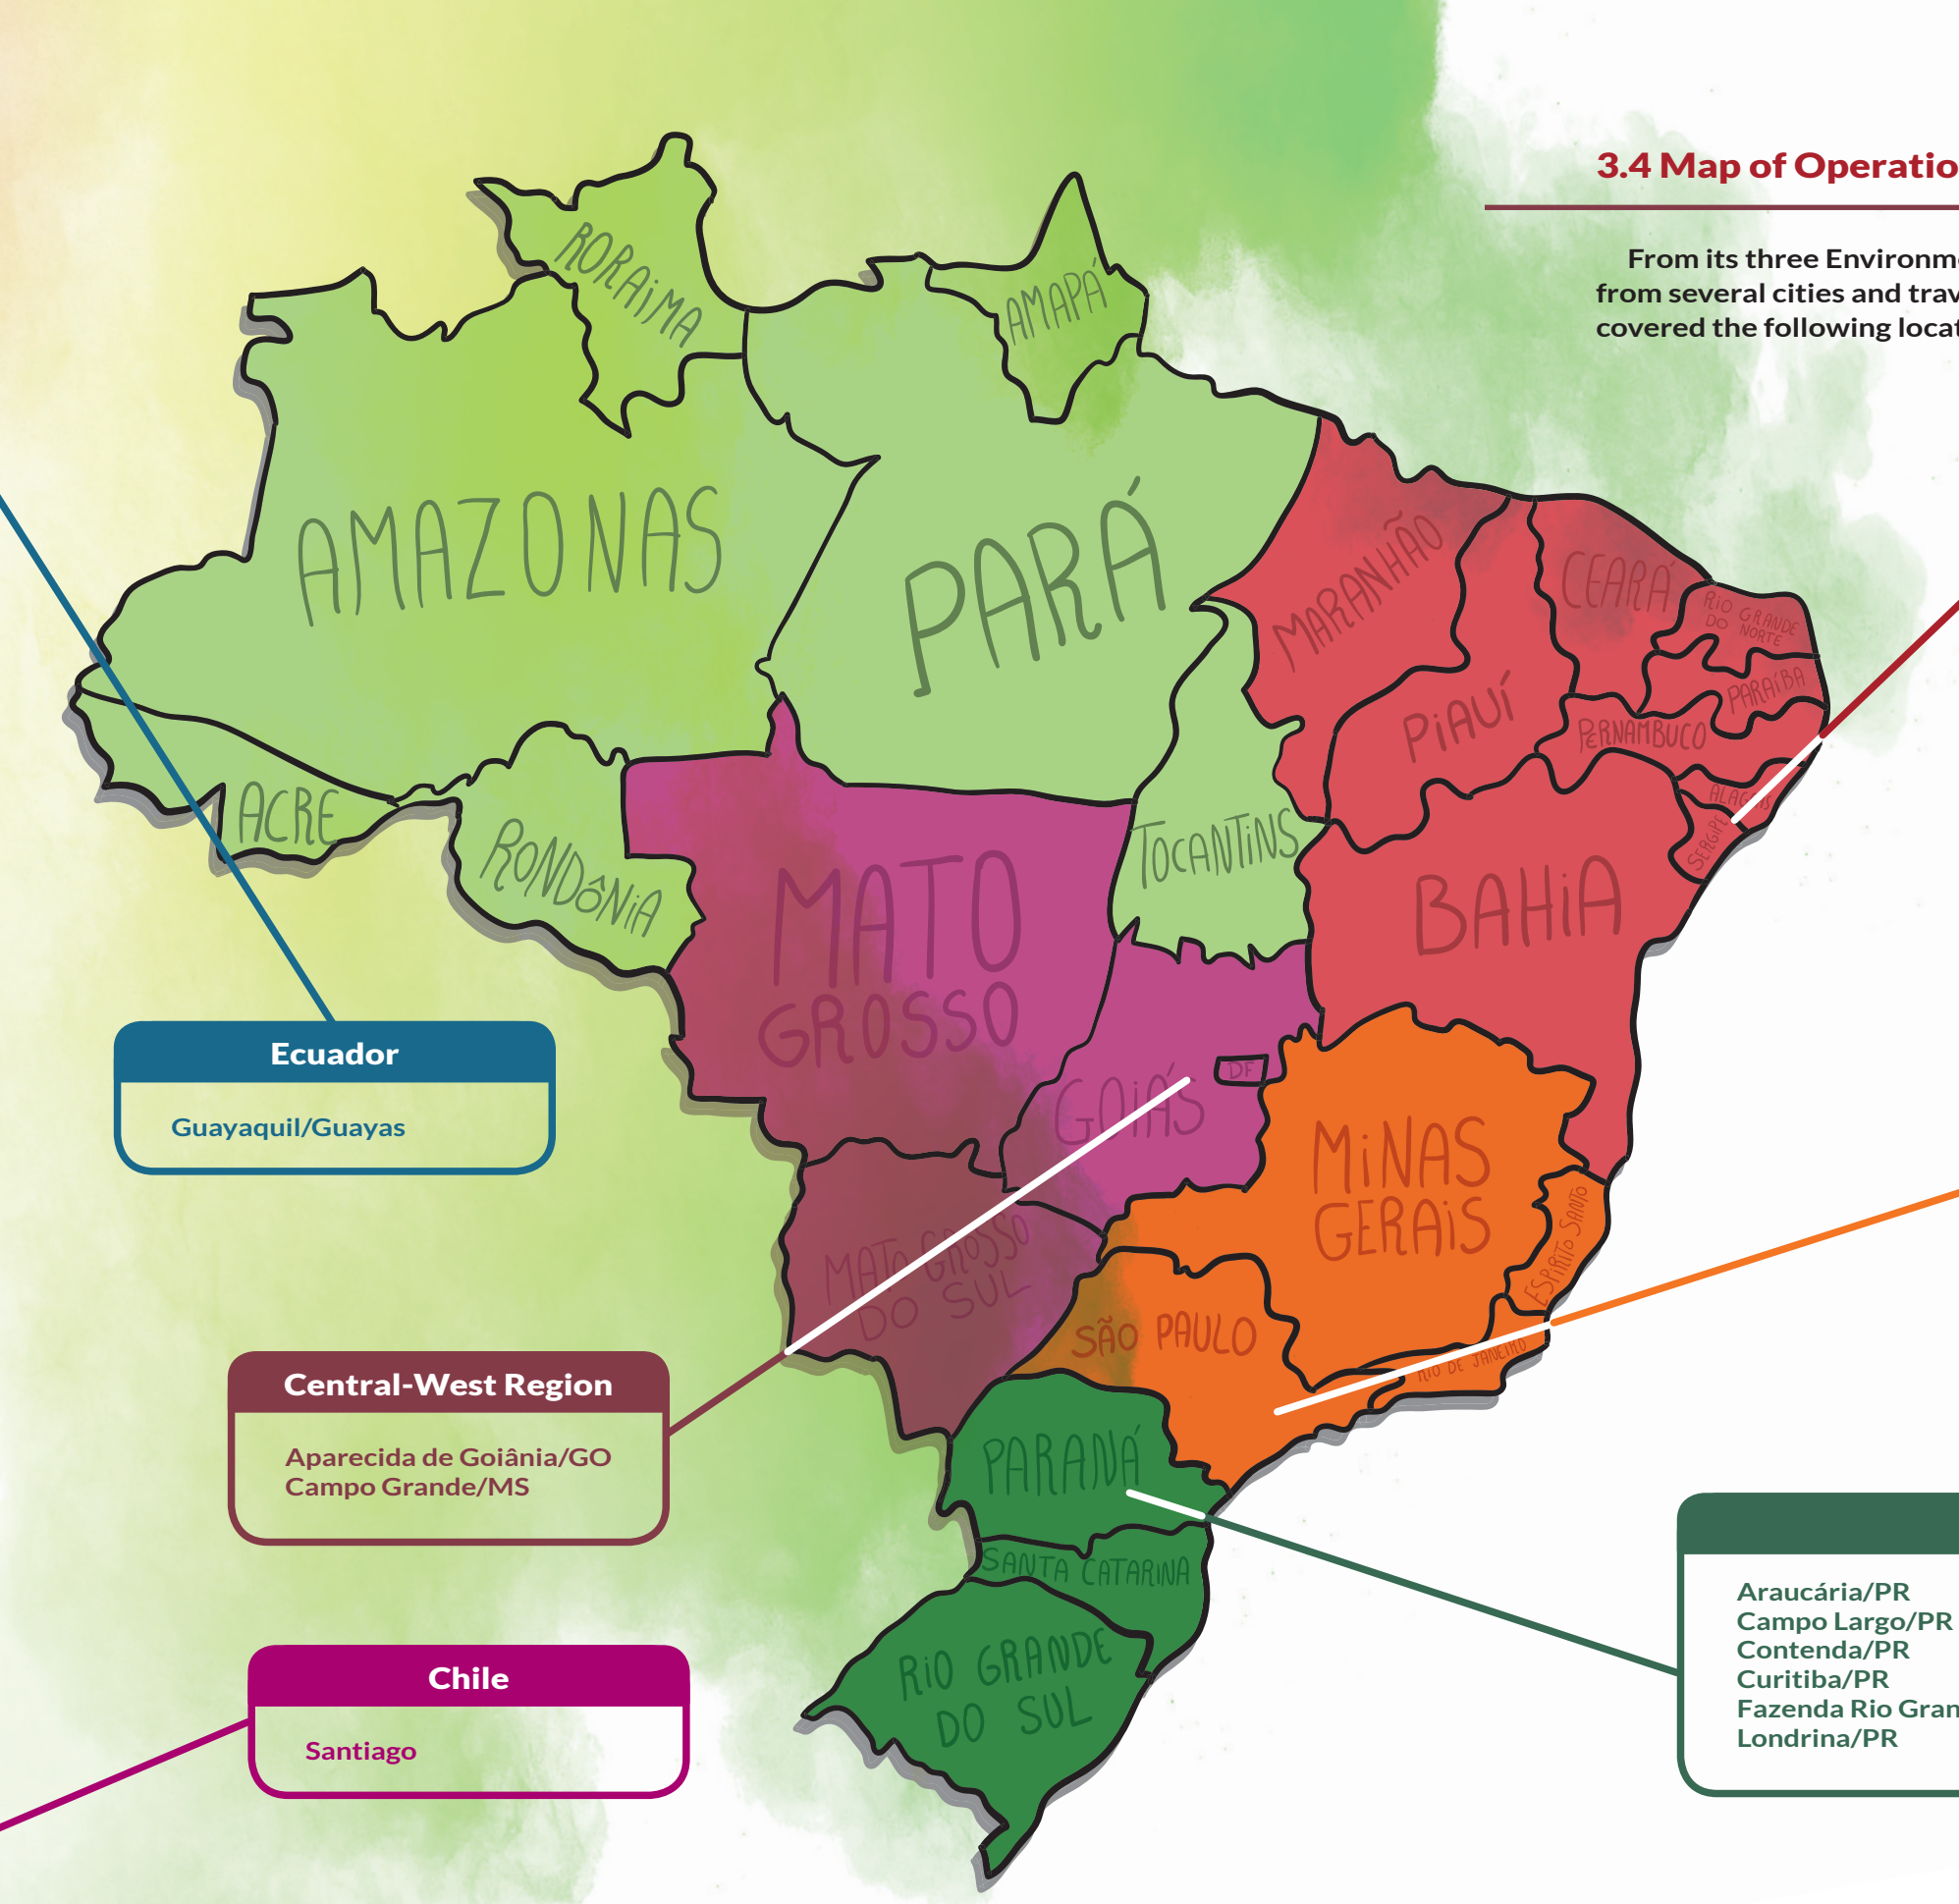 3.4 Map of Operatio
From its three Environme
from several cities and trav
covered the following locat
RORAiMA
AMAPÁ
AMAZONAS
PARÁ
MARANHÃO
CEARÁ
RiO GRANDE
DO NORTE
PARAÍBA
PiAUÍ
PERNAMBUCO
ALAGOAS
SERGIPE
ACRE
RONDÔNiA
TOCANTiNS
MATO
GROSSO
BAHiA
GOiÁS
DF
MiNAS
GERAiS
ESPÍRiTO SANTO
MATO GROSSO
DO SUL
SÃO PAULO
RIO DE JANEIRO
PARANÁ
SANTA CATARINA
RiO GRANDE
DO SUL
Ecuador
Guayaquil/Guayas
Central-West Region
Aparecida de Goiânia/GO
Campo Grande/MS
Chile
Santiago
Araucária/PR
Campo Largo/PR
Contenda/PR
Curitiba/PR
Fazenda Rio Gran
Londrina/PR